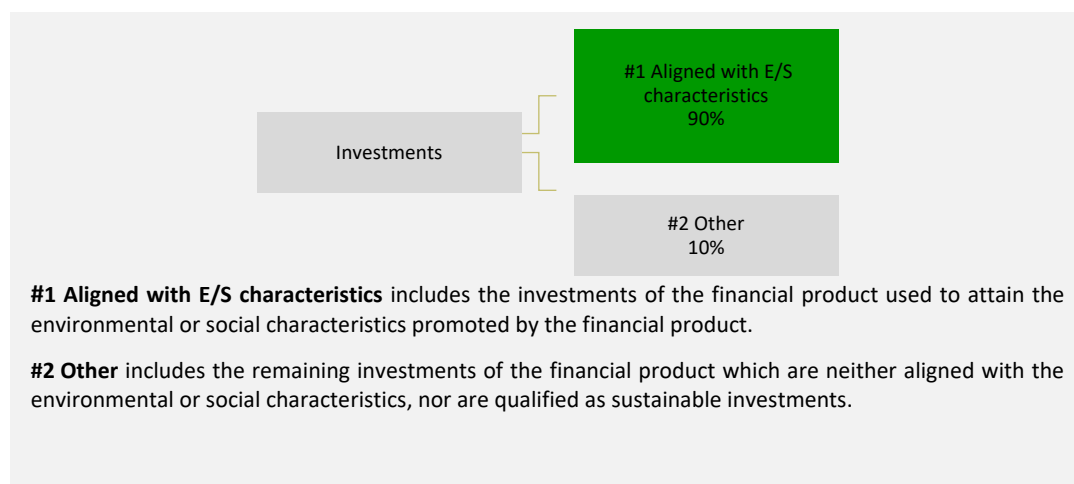 #1 Aligned with E/S
characteristics
90%
Investments
#2 Other
10%
#1 Aligned with E/S characteristics includes the investments of the financial product used to attain the
environmental or social characteristics promoted by the financial product.
#2 Other includes the remaining investments of the financial product which are neither aligned with the
environmental or social characteristics, nor are qualified as sustainable investments.